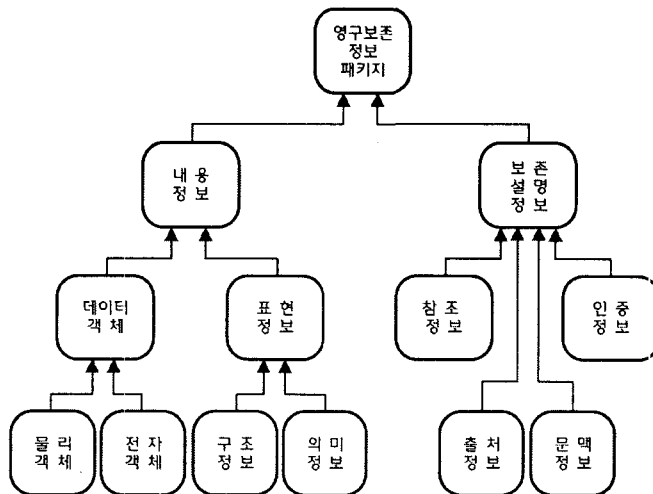 영구보존
정보
패키지
내 용
정 보
보 존
설 명
정 보
데이터
객 체
표 현
정 보
참 조
정 보
인 증
정 보
물 리
객 체
전 자
객 체
구 조
정 보
의 미
정 보
출 처
정 보
문 맥
정 보